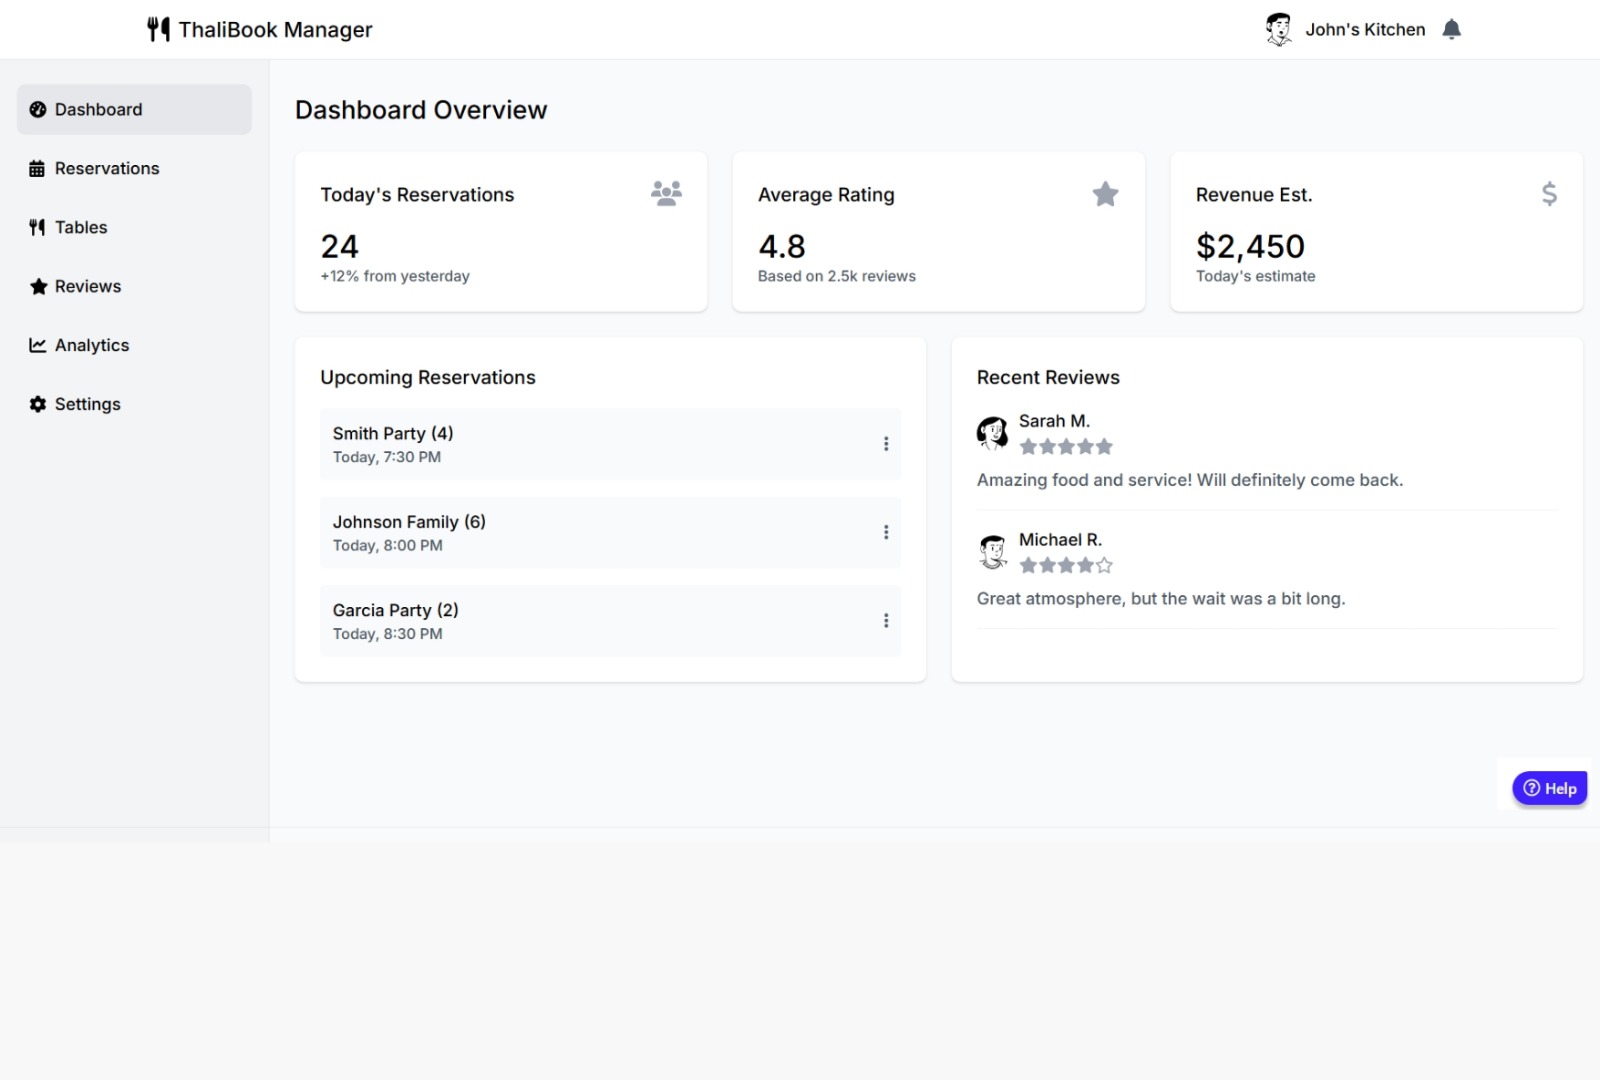 ThaliBook Manager
John's Kitchen
Dashboard
Reservations
Tables
Reviews
Analytics
Settings
Dashboard Overview
Today's Reservations
24
+12% from yesterday
Average Rating
4.8
Based on 2.5k reviews
Revenue Est.
$2,450
Today's estimate
Upcoming Reservations
Smith Party (4)
Today, 7:30 PM
Johnson Family (6)
Today, 8:00 PM
Garcia Party (2)
Today, 8:30 PM
Recent Reviews
Sarah M.
Amazing food and service! Will definitely come back.
Michael R.
Great atmosphere, but the wait was a bit long.
Help